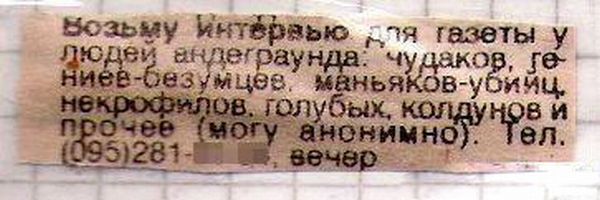 Возьму интервью для газеты у
людей андеграунда: чудаков, ге-
ниев-безумцев, маньяков-убийц,
некрофилов, голубых, колдунов и
прочее (могу анонимно). Тел.
(095)281- , вечер